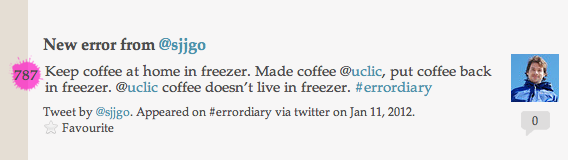 New error from @sjjgo
787
Keep coffee at home in freezer. Made coffee @uclic, put coffee back
in freezer. @uclic coffee doesn't live in freezer. #errordiary
Tweet by @sjjgo. Appeared on #errordiary via twitter on Jan 11, 2012.
Favourite
0